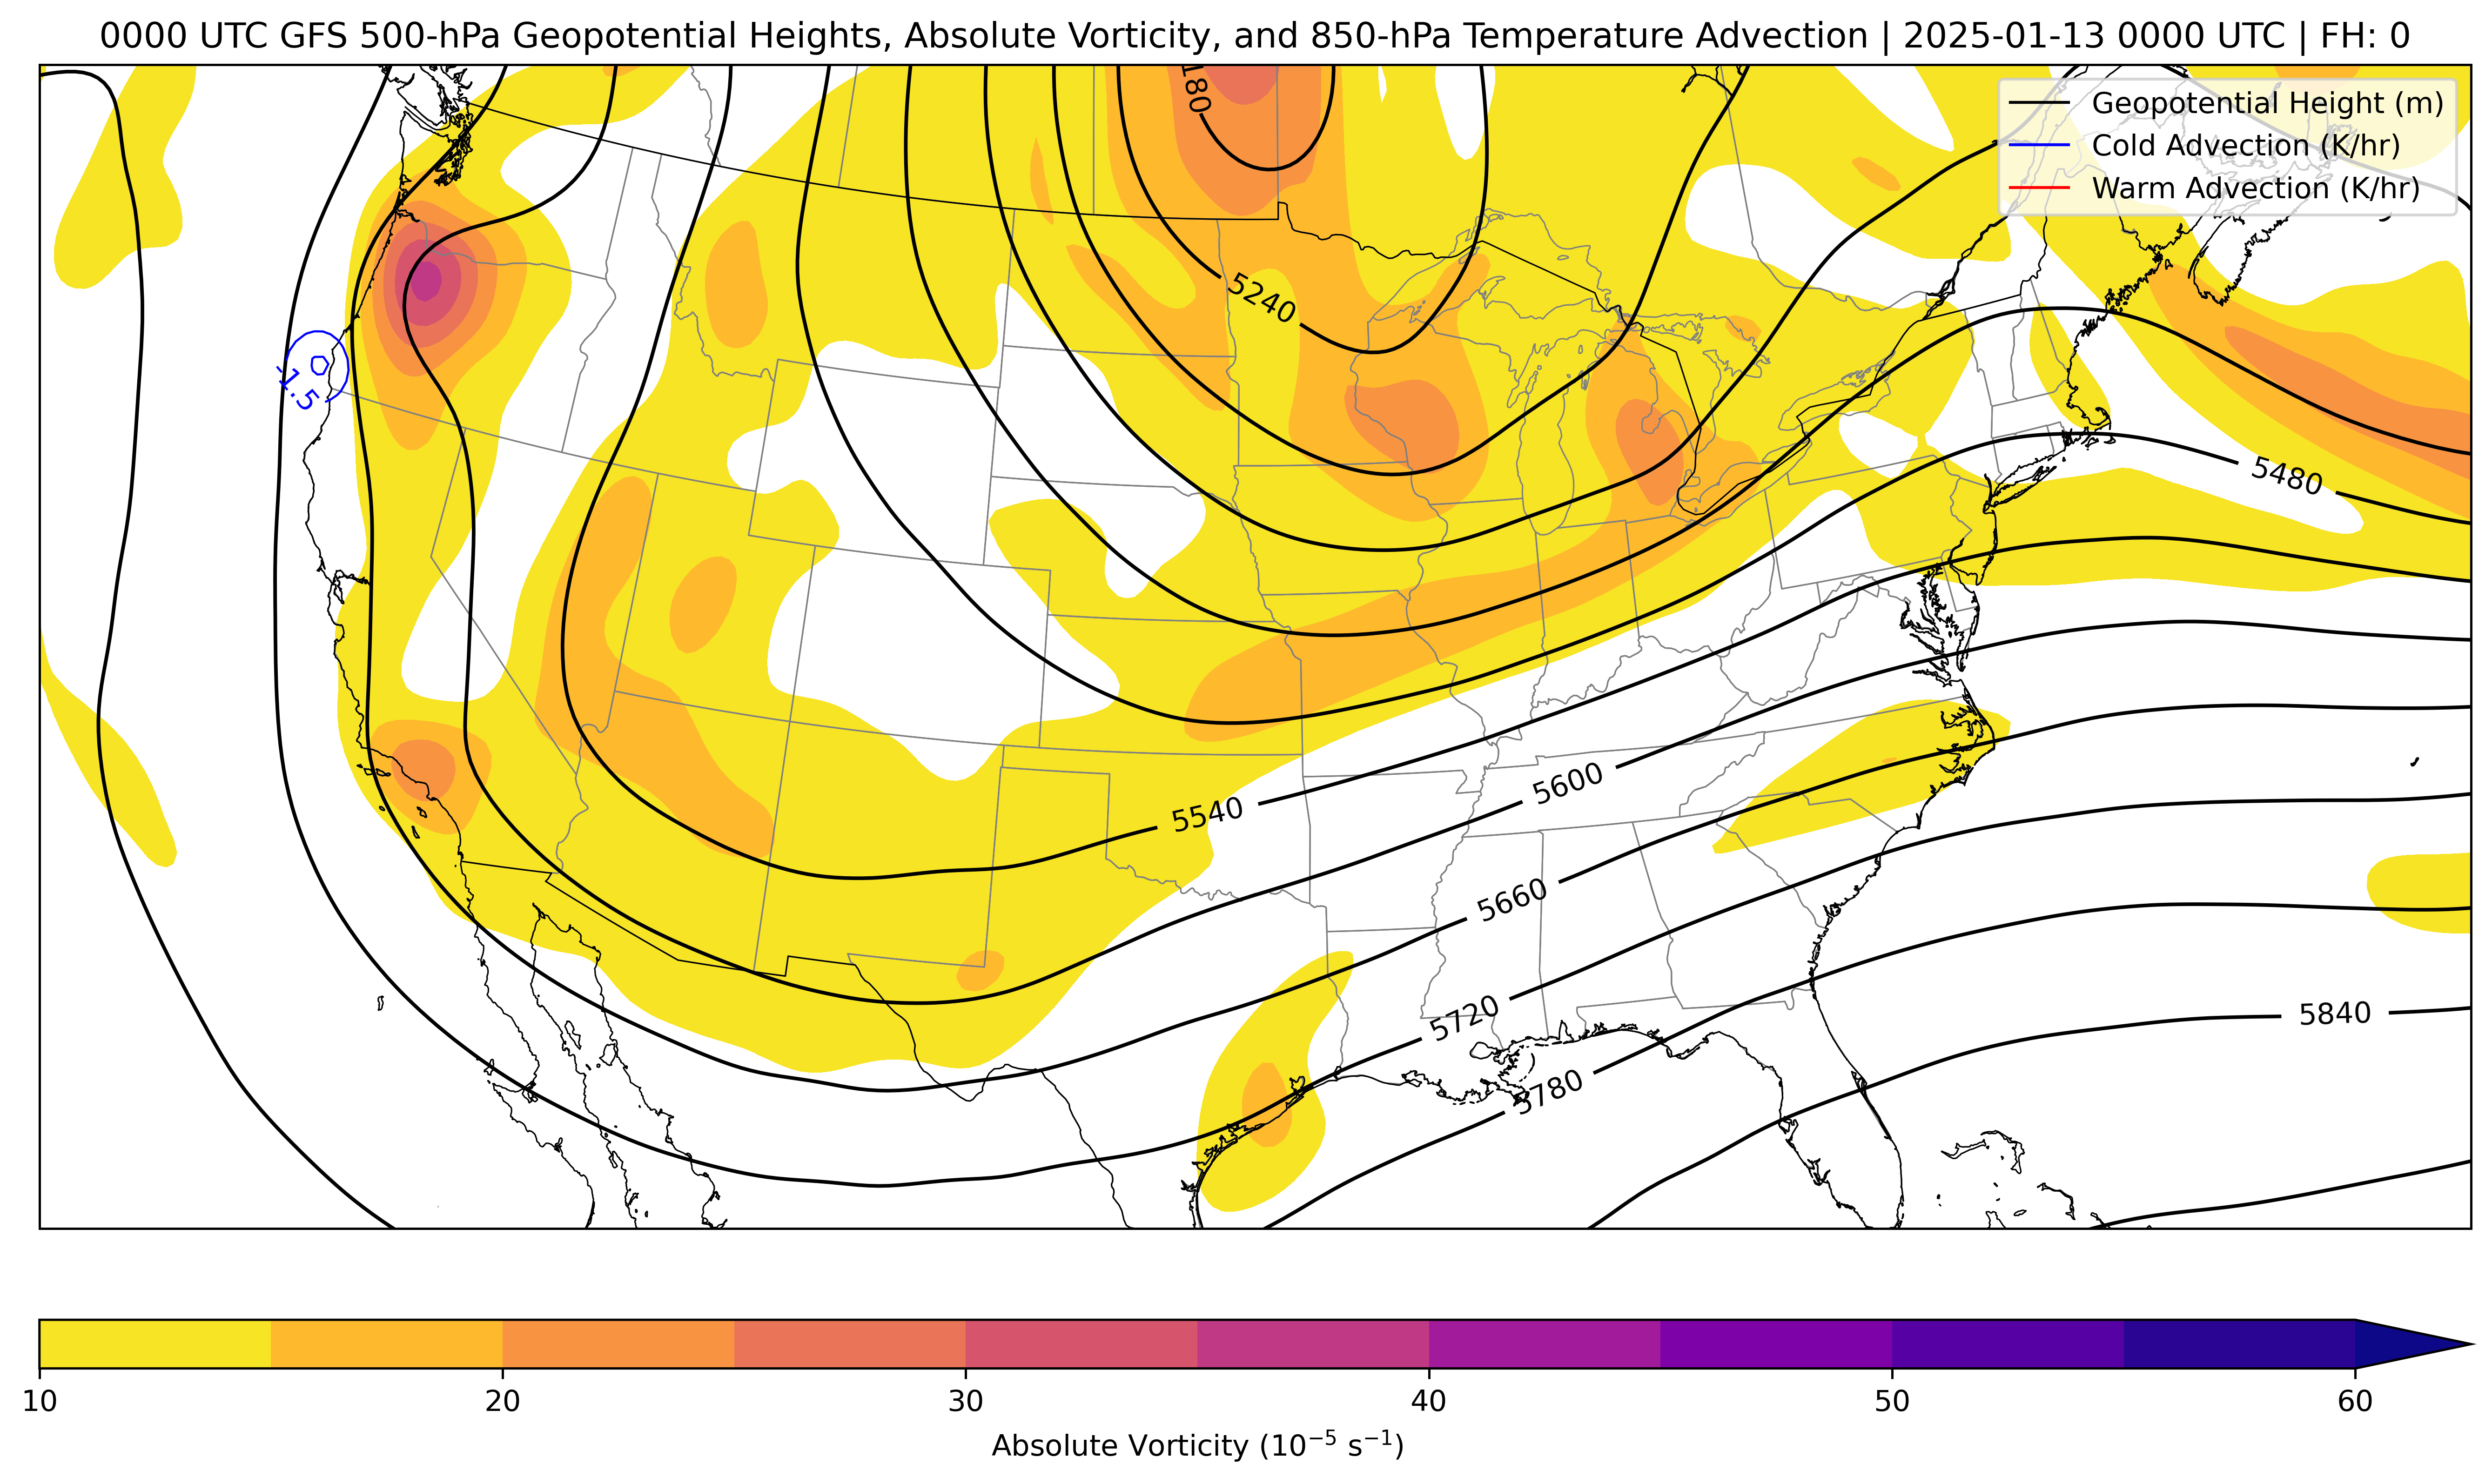 0000 UTC GFS 500-hPa Geopotential Heights, Absolute Vorticity, and 850-hPa Temperature Advection | 2025-01-13 0000 UTC | FH: 0
180
Geopotential Height (m)
Cold Advection (K/hr)
Warm Advection (K/hr)
5240
-1.5
5480
5540
5600
5660
5720
5780
5840
10 20 30 40 50 60
Absolute Vorticity (10⁻⁵ s⁻¹)